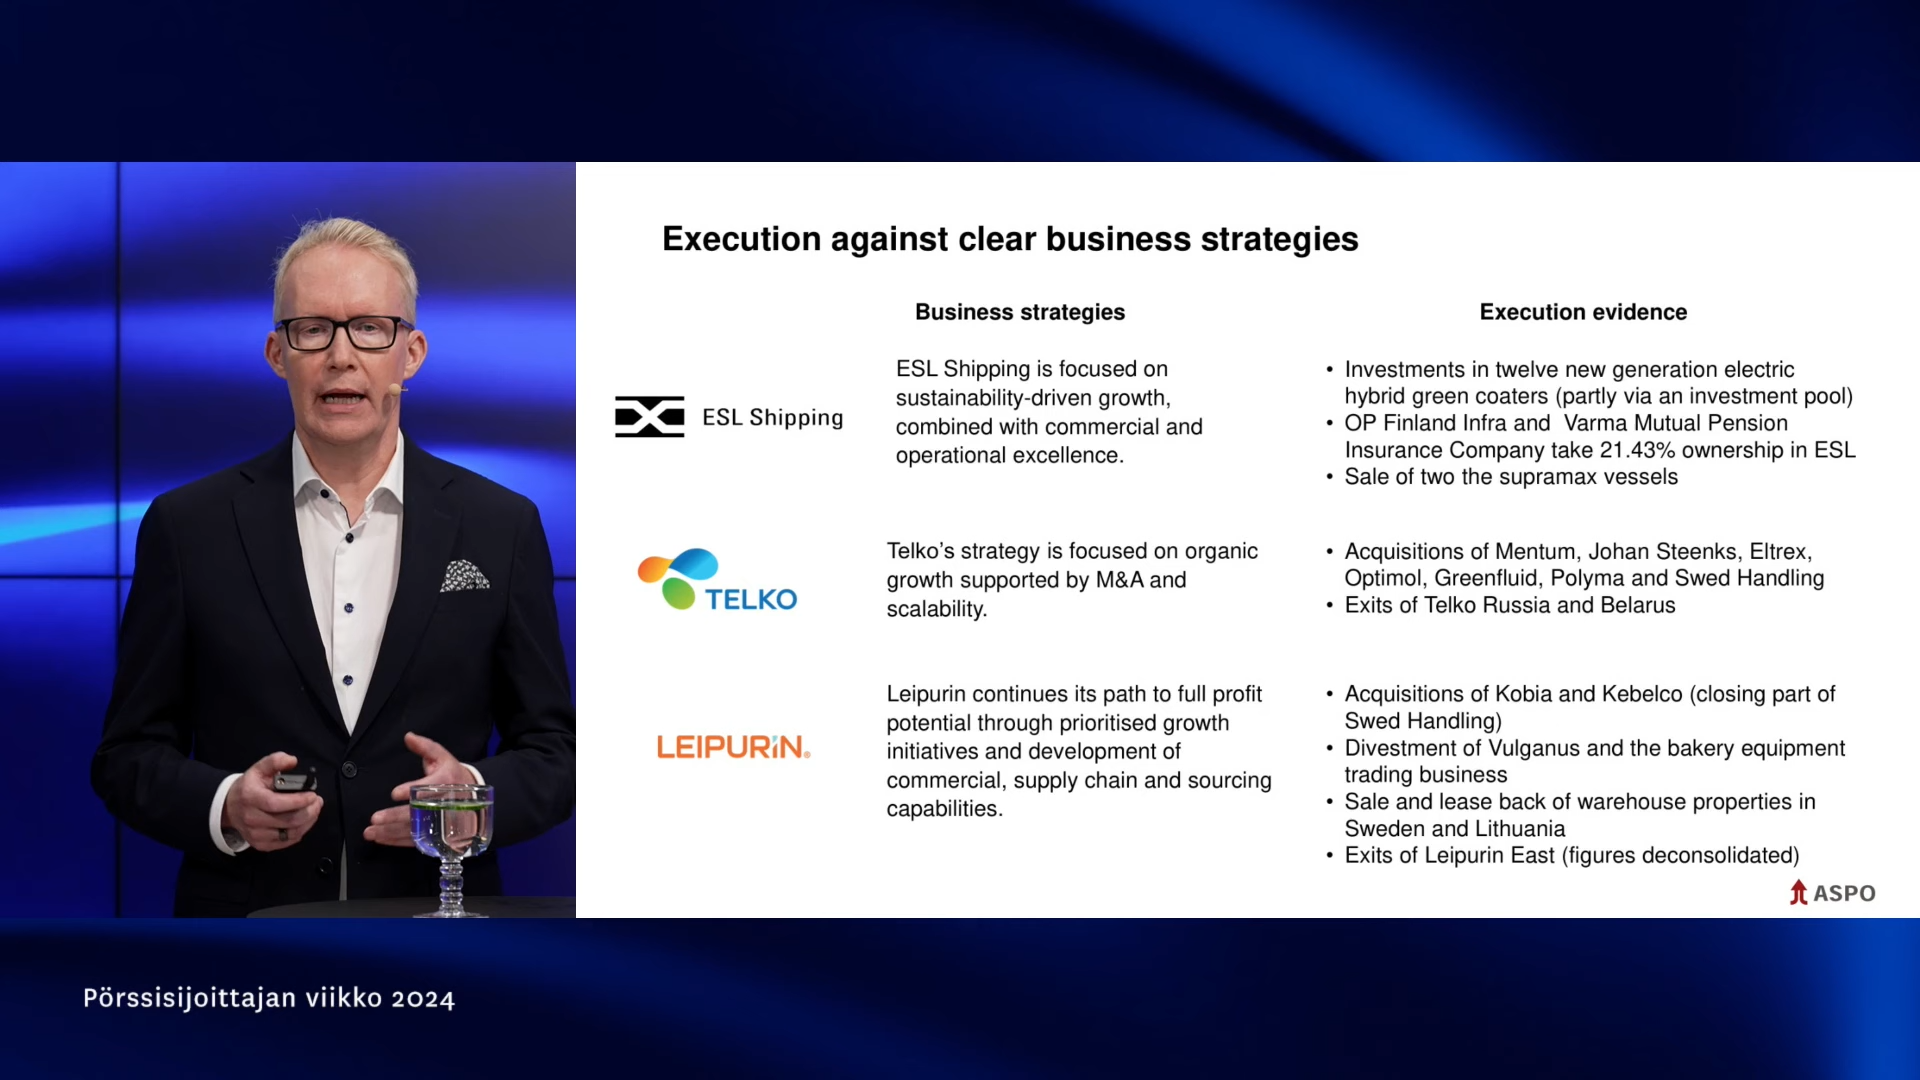 Execution against clear business strategies
Business strategies
Execution evidence
ESL Shipping
ESL Shipping is focused on
sustainability-driven growth,
combined with commercial and
operational excellence.
• Investments in twelve new generation electric
hybrid green coaters (partly via an investment pool)
• OP Finland Infra and Varma Mutual Pension
Insurance Company take 21.43% ownership in ESL
• Sale of two the supramax vessels
TELKO
Telko’s strategy is focused on organic
growth supported by M&A and
scalability.
• Acquisitions of Mentum, Johan Steenks, Eltrex,
Optimol, Greenfluid, Polyma and Swed Handling
• Exits of Telko Russia and Belarus
LEIPURIN®
Leipurin continues its path to full profit
potential through prioritised growth
initiatives and development of
commercial, supply chain and sourcing
capabilities.
• Acquisitions of Kobia and Kebelco (closing part of
Swed Handling)
• Divestment of Vulganus and the bakery equipment
trading business
• Sale and lease back of warehouse properties in
Sweden and Lithuania
• Exits of Leipurin East (figures deconsolidated)
ASPO
Pörssisijoittajan viikko 2024